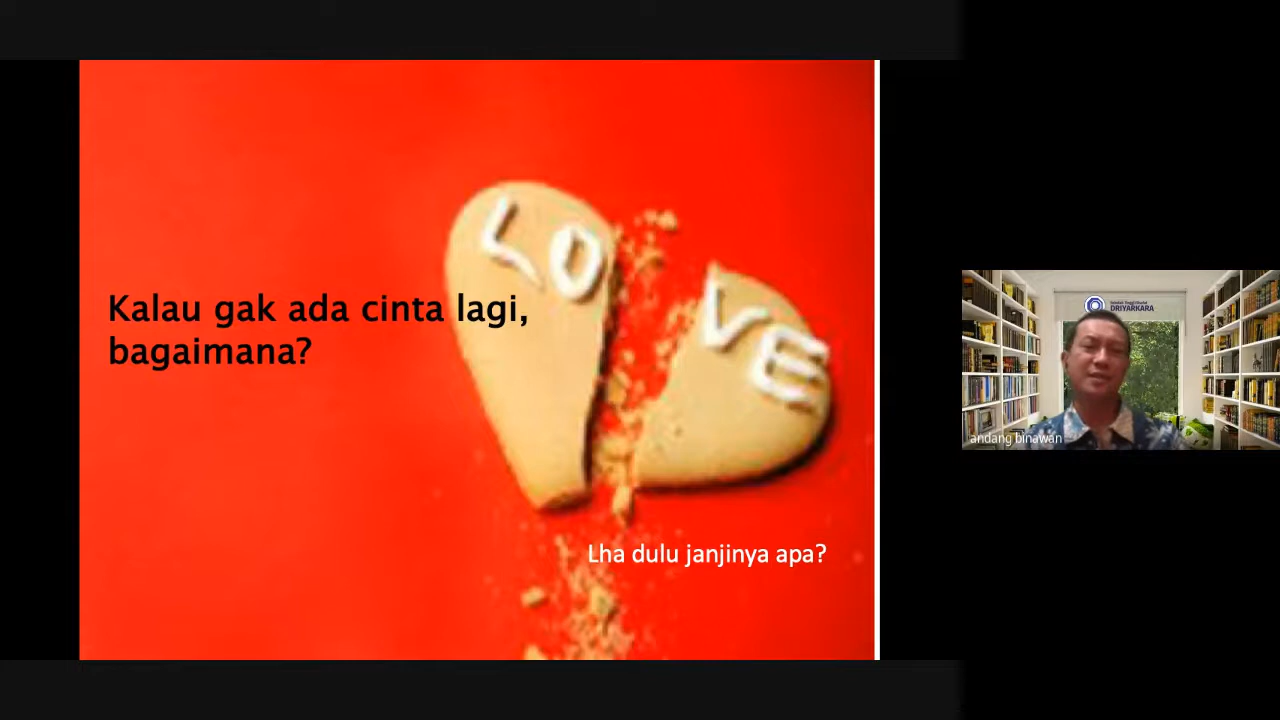 LO
VE
Kalau gak ada cinta lagi,
bagaimana?
Lha dulu janjinya apa?
DRIYARKARA
andang binawan